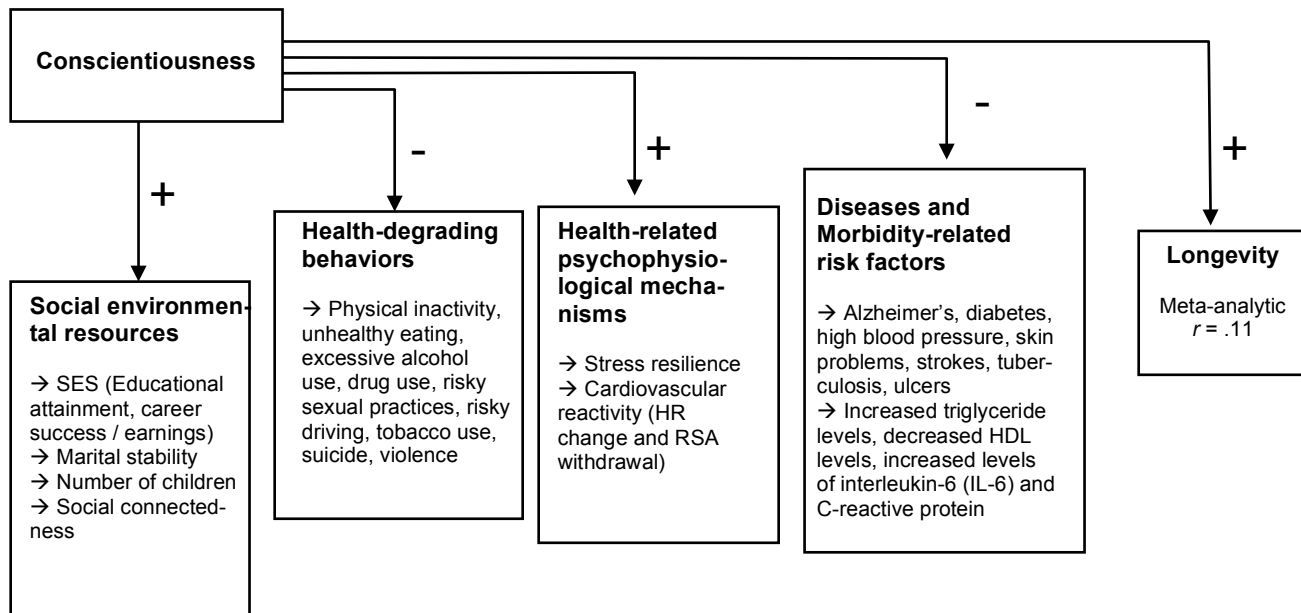 Conscientiousness
+
-
+
-
+
Social environmen-
tal resources
→ SES (Educational
attainment, career
success / earnings)
→ Marital stability
→ Number of children
→ Social connected-
ness
Health-degrading
behaviors
→ Physical inactivity,
unhealthy eating,
excessive alcohol
use, drug use, risky
sexual practices, risky
driving, tobacco use,
suicide, violence
Health-related
psychophysio-
logical mecha-
nisms
→ Stress resilience
→ Cardiovascular
reactivity (HR
change and RSA
withdrawal)
Diseases and
Morbidity-related
risk factors
→ Alzheimer’s, diabetes,
high blood pressure, skin
problems, strokes, tuber-
culosis, ulcers
→ Increased triglyceride
levels, decreased HDL
levels, increased levels
of interleukin-6 (IL-6) and
C-reactive protein
Longevity
Meta-analytic
r = .11